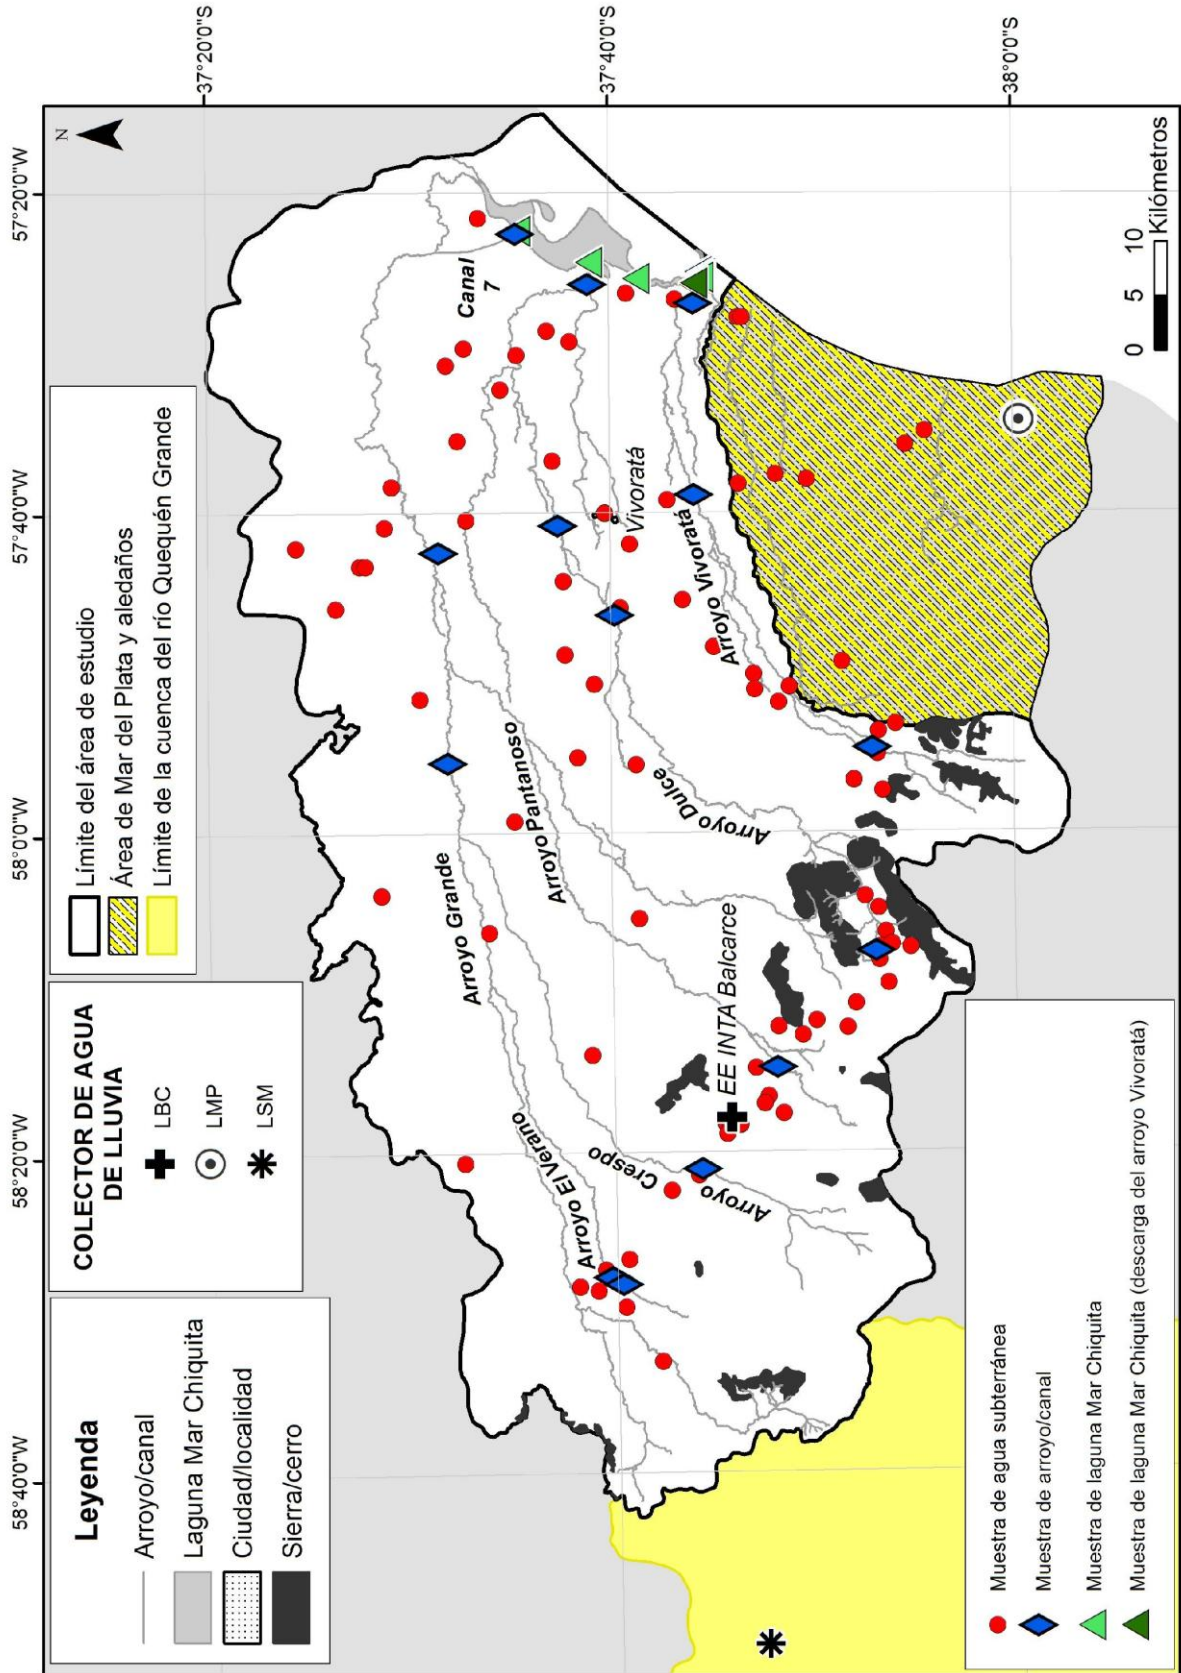 58°40'0"W
58°20'0"W
58°0'0"W
57°40'0"W
57°20'0"W
Leyenda
Arroyo/canal
Laguna Mar Chiquita
Ciudad/localidad
Sierra/cerro
COLECTOR DE AGUA
DE LLUVIA
LBC
LMP
LSM
Límite del área de estudio
Área de Mar del Plata y aledaños
Límite de la cuenca del río Quequén Grande
N
37°20'0"S
37°40'0"S
38°0'0"S
Canal
7
Arroyo Grande
Arroyo Pantanoso
Arroyo El Verano
Arroyo
Crespo
Arroyo Dulce
Vivoratá
Arroyo Vivoratá
EE INTA Balcarce
Muestra de agua subterránea
Muestra de arroyo/canal
Muestra de laguna Mar Chiquita
Muestra de laguna Mar Chiquita (descarga del arroyo Vivoratá)
0 5 10
Kilómetros